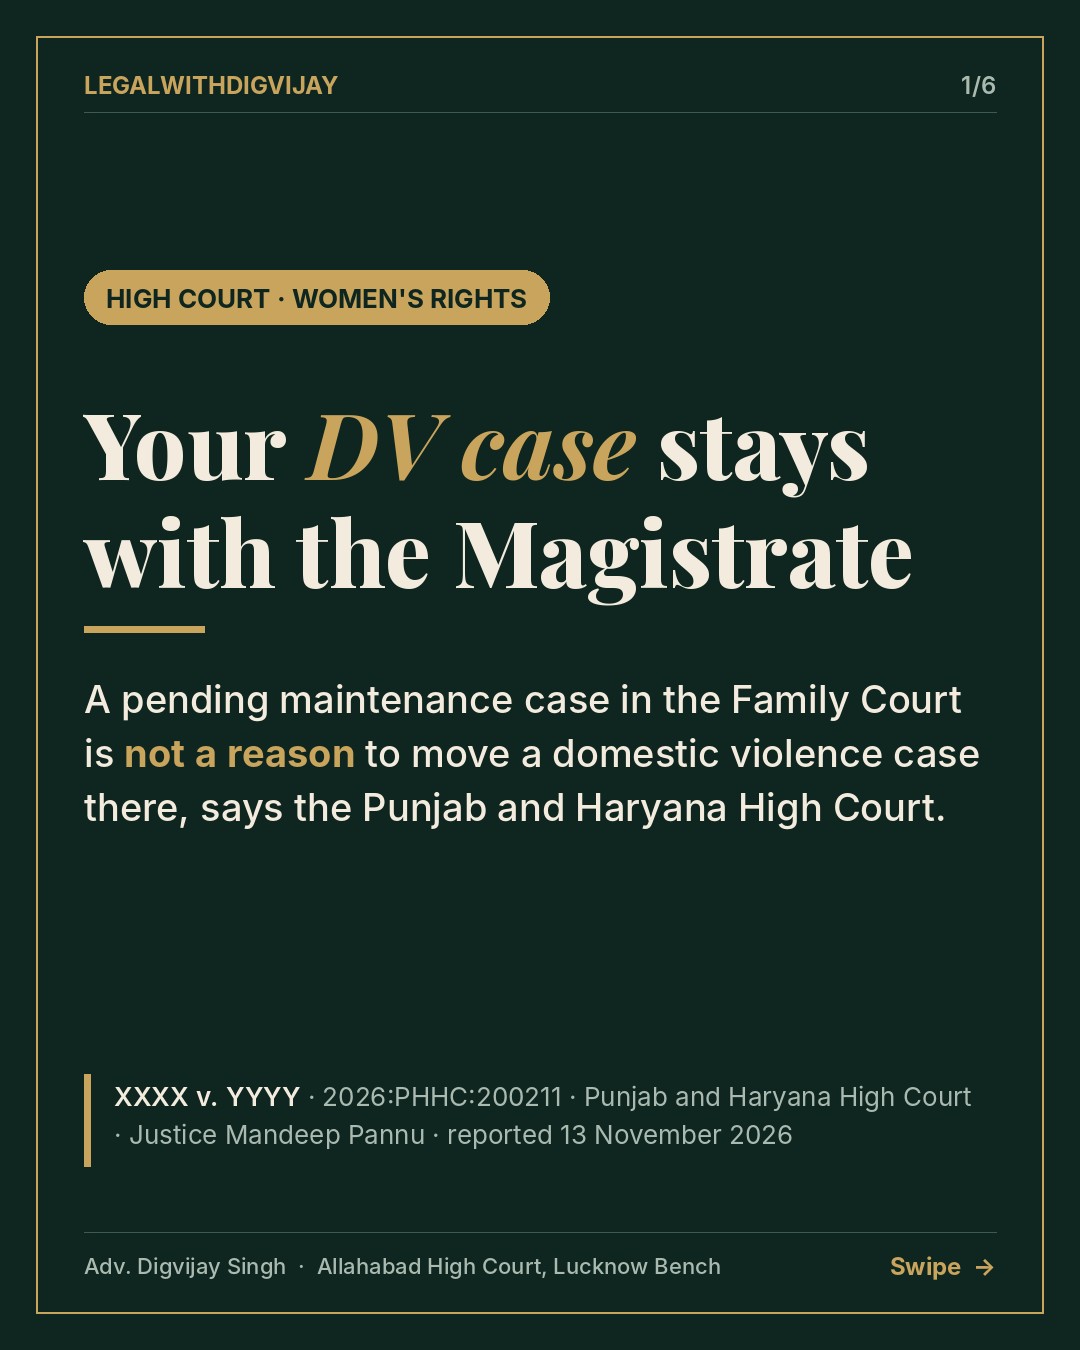 LEGALWITHDIGVIJAY
1/6
HIGH COURT · WOMEN'S RIGHTS
Your DV case stays
with the Magistrate
A pending maintenance case in the Family Court
is not a reason to move a domestic violence case
there, says the Punjab and Haryana High Court.
XXXX v. YYYY · 2026:PHHC:200211 · Punjab and Haryana High Court
· Justice Mandeep Pannu · reported 13 November 2026
Adv. Digvijay Singh · Allahabad High Court, Lucknow Bench
Swipe →